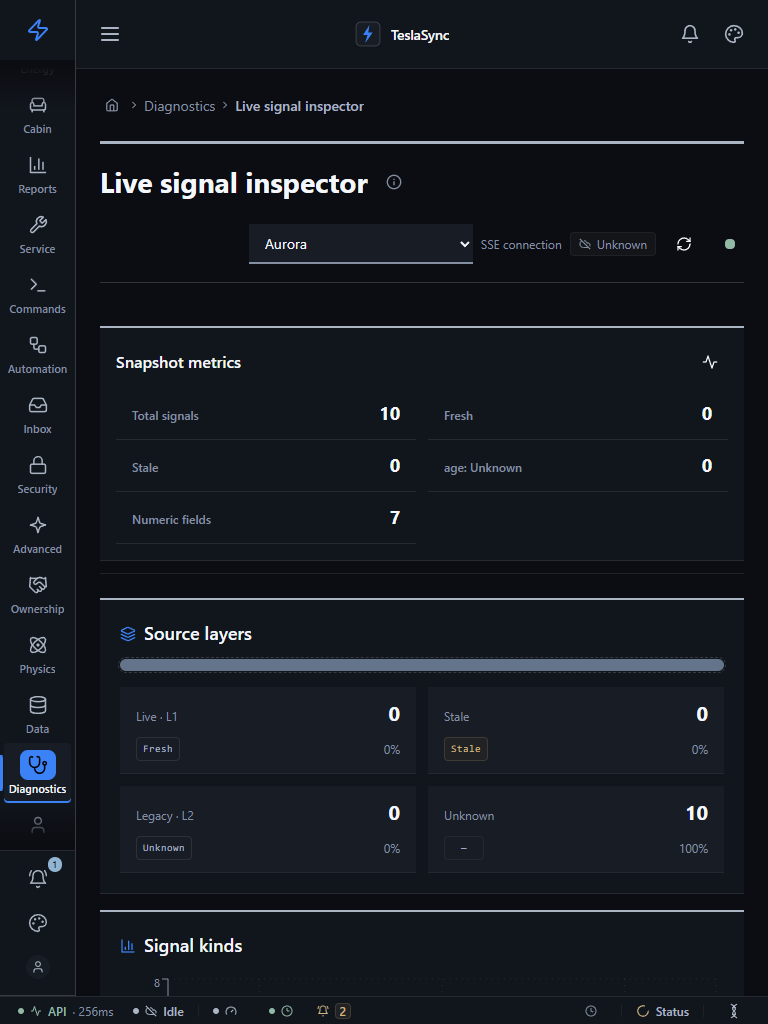 TeslaSync
Energy
Cabin
Reports
Service
Commands
Automation
Inbox
Security
Advanced
Ownership
Physics
Data
Diagnostics
1
Diagnostics
Live signal inspector
Live signal inspector
Aurora
SSE connection
Unknown
Snapshot metrics
Total signals 10
Fresh 0
Stale 0
age: Unknown 0
Numeric fields 7
Source layers
Live · L1 0
Fresh 0%
Stale 0
Stale 0%
Legacy · L2 0
Unknown 0%
Unknown 10
– 100%
Signal kinds
8
API · 256ms
Idle
2
Status